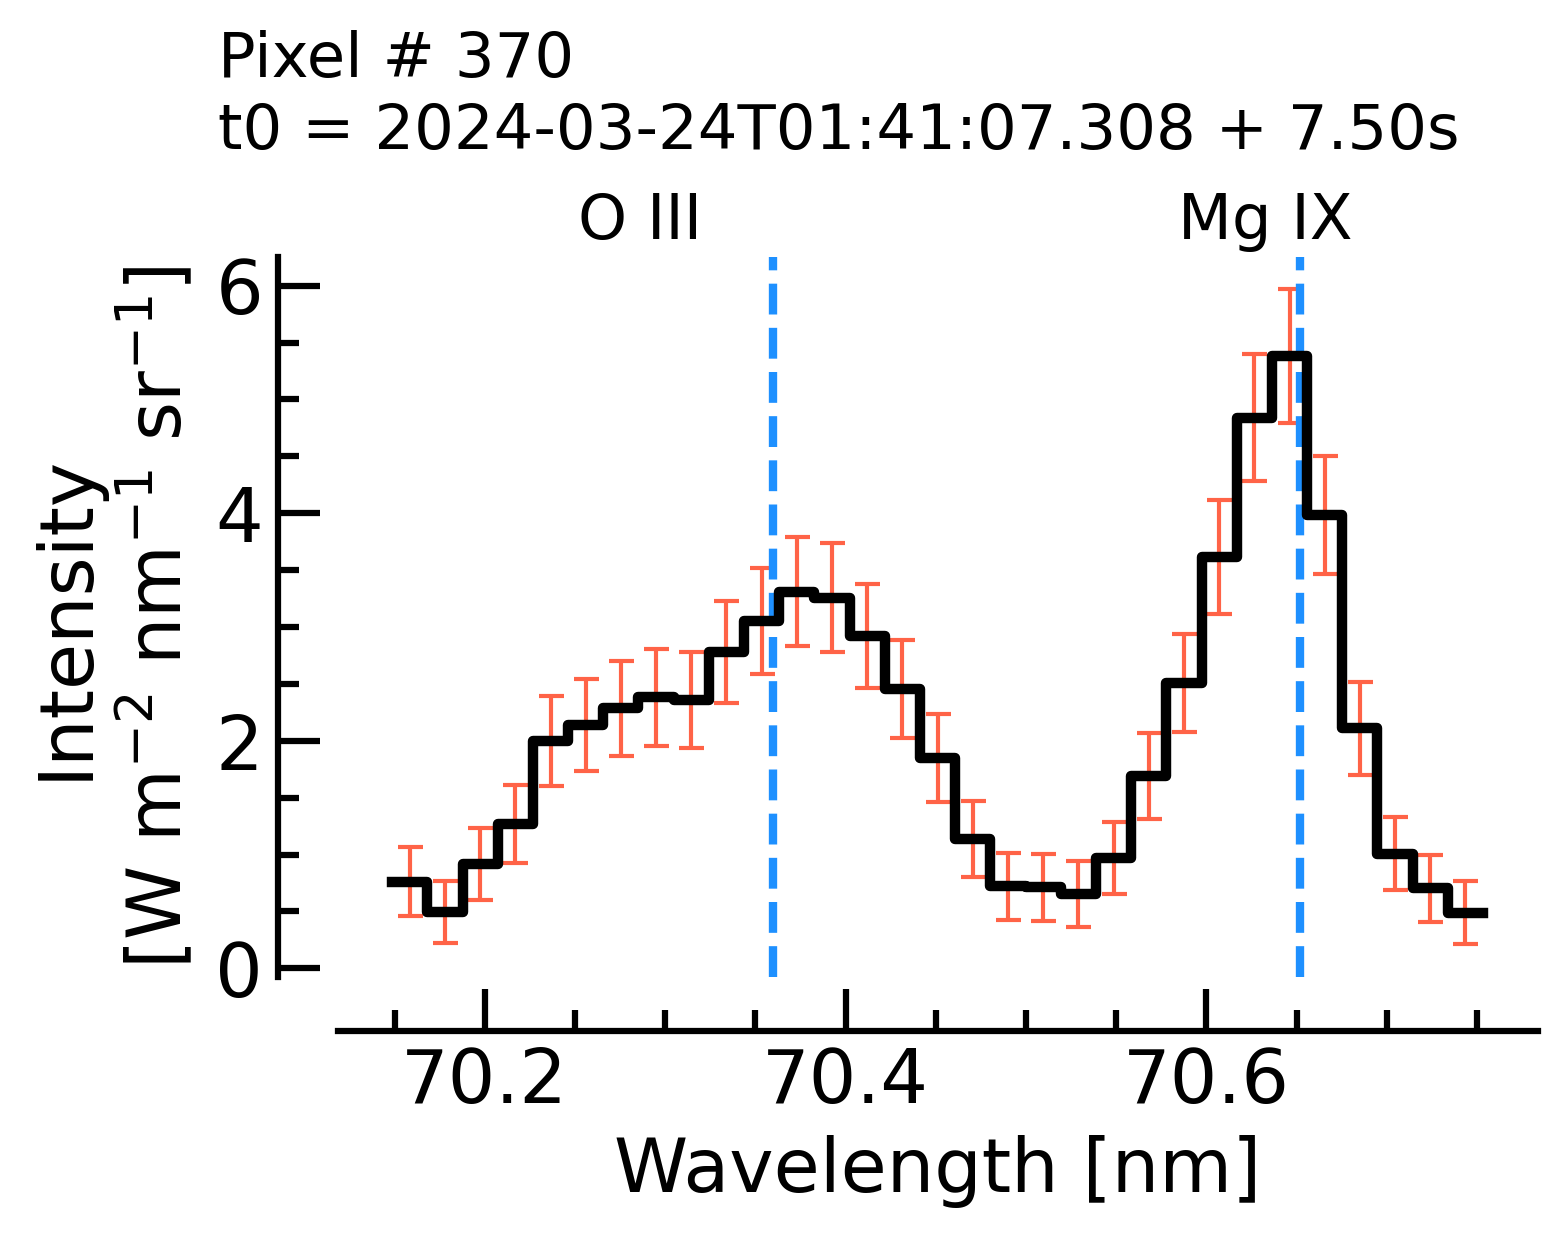 Pixel # 370
t0 = 2024-03-24T01:41:07.308 + 7.50s
O III
Mg IX
Intensity
[W m⁻² nm⁻¹ sr⁻¹]
6
4
2
0
70.2
70.4
70.6
Wavelength [nm]